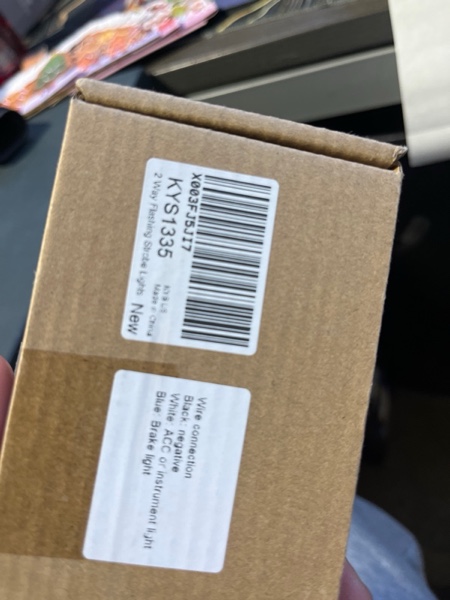 X003FJ5JI7
KYS1335
2 Way Flashing Strobe Lights New
Made in China
Wire connection
Black: negative
White: ACC or instrument light
Blue: Brake light